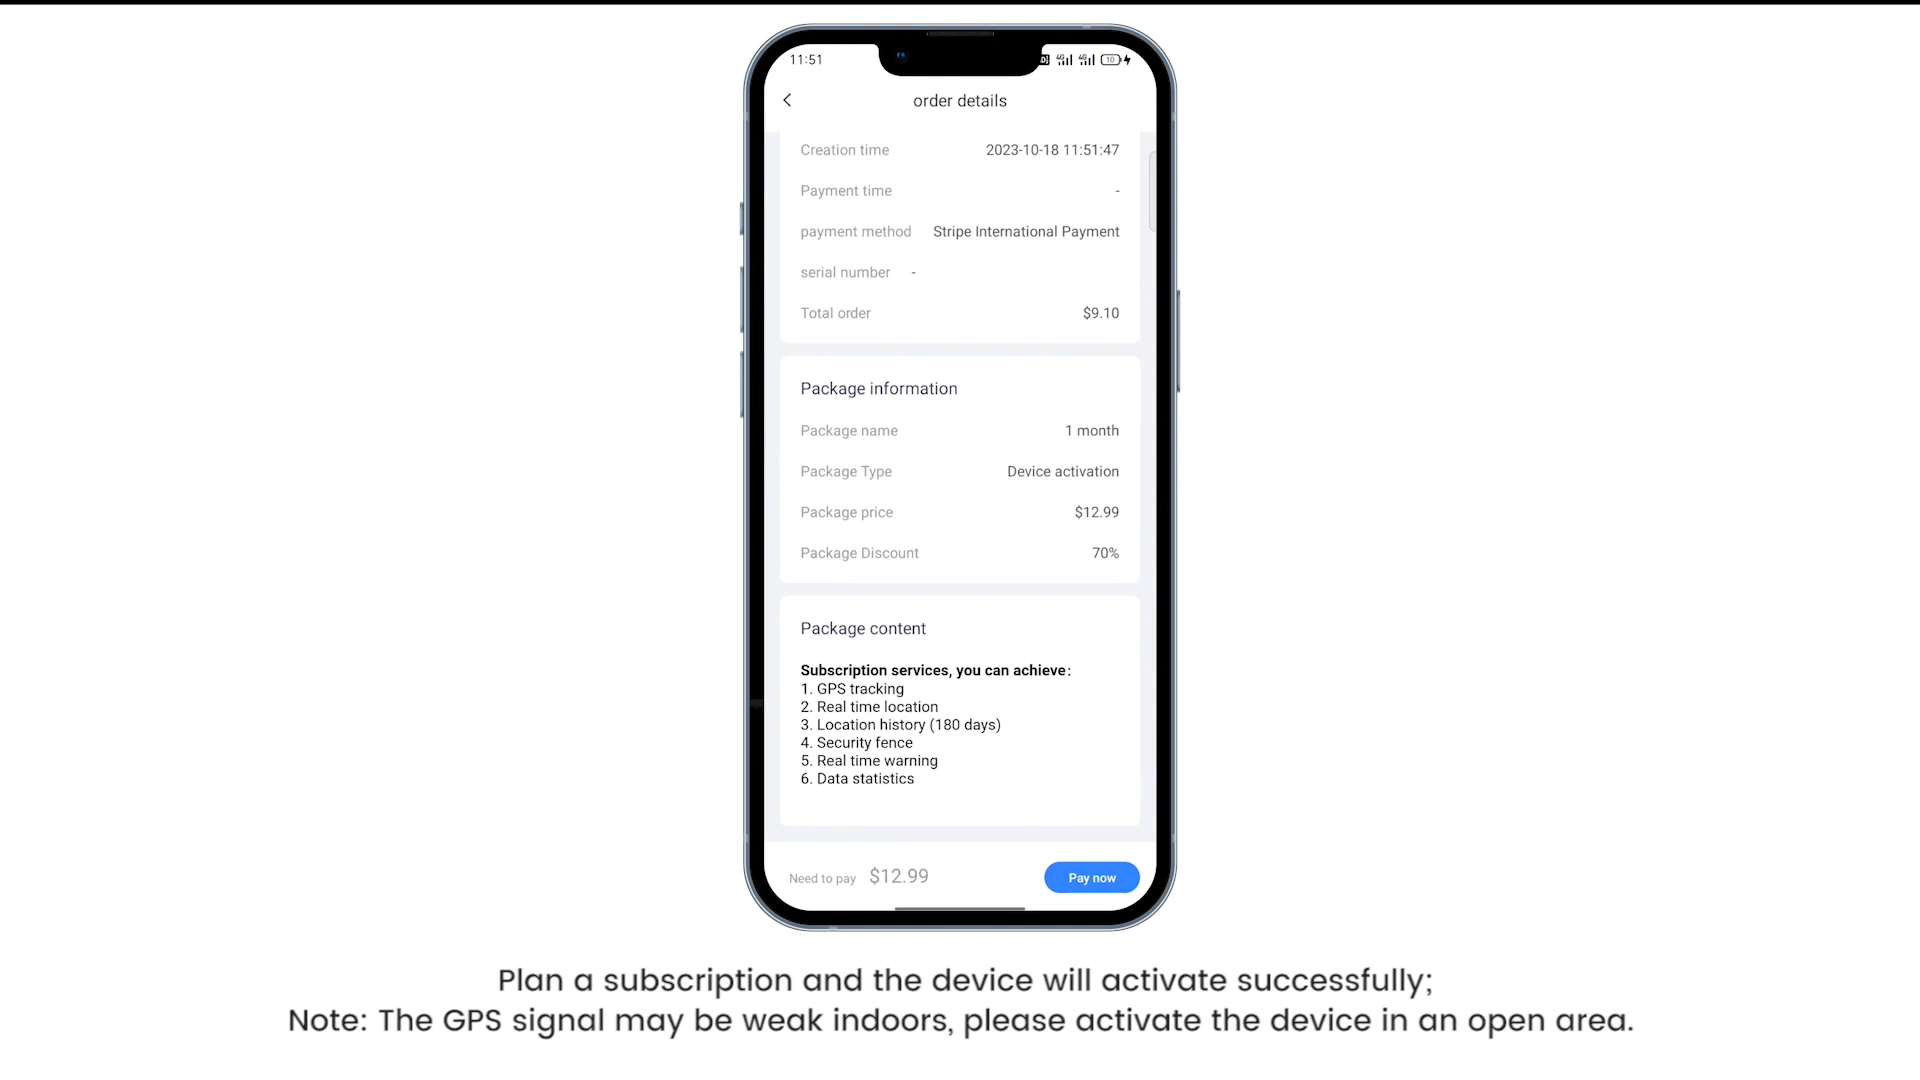 11:51
10
order details
Creation time 2023-10-18 11:51:47
Payment time -
payment method Stripe International Payment
serial number -
Total order $9.10
Package information
Package name 1 month
Package Type Device activation
Package price $12.99
Package Discount 70%
Package content
Subscription services, you can achieve:
1. GPS tracking
2. Real time location
3. Location history (180 days)
4. Security fence
5. Real time warning
6. Data statistics
Need to pay $12.99 Pay now
Plan a subscription and the device will activate successfully;
Note: The GPS signal may be weak indoors, please activate the device in an open area.